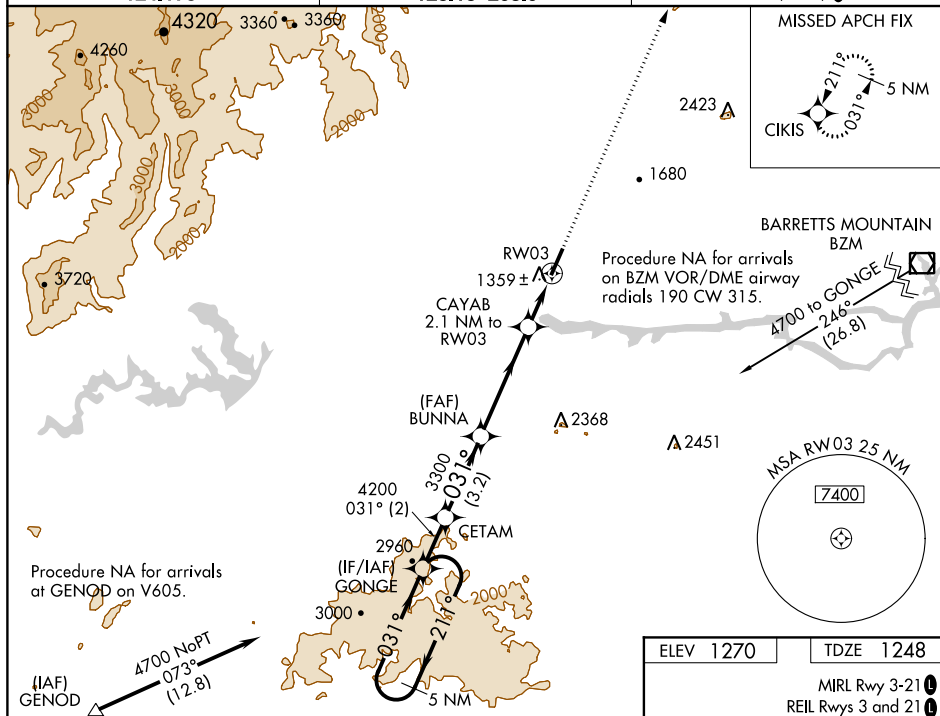 4320
3360
3360
4260
3000
3000
2000
2000
3000
2000
3720
MISSED APCH FIX
211°
031°
5 NM
CIKIS
2423
1680
BARRETTS MOUNTAIN
BZM
RW03
1359 ±
Procedure NA for arrivals
on BZM VOR/DME airway
radials 190 CW 315.
4700 to GONGE
246°
(26.8)
CAYAB
2.1 NM to
RW03
(FAF)
BUNNA
2368
2451
3300
031°
(3.2)
MSA RW 03 25 NM
7400
4200
031° (2)
CETAM
2960
(IF/IAF)
GONGE
2000
3000
031°
211°
5 NM
Procedure NA for arrivals
at GENOD on V605.
4700 NoPT
073°
(12.8)
(IAF)
GENOD
ELEV 1270
TDZE 1248
MIRL Rwy 3-21 L
REIL Rwys 3 and 21 L